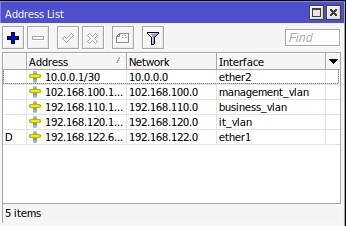 Address List
Find
Address Network Interface
10.0.0.1/30 10.0.0.0 ether2
102.168.100.1... 102.168.100.0 management_vlan
192.168.110.1... 192.168.110.0 business_vlan
192.168.120.1... 192.168.120.0 it_vlan
D 192.168.122.6... 192.168.122.0 ether1
5 items